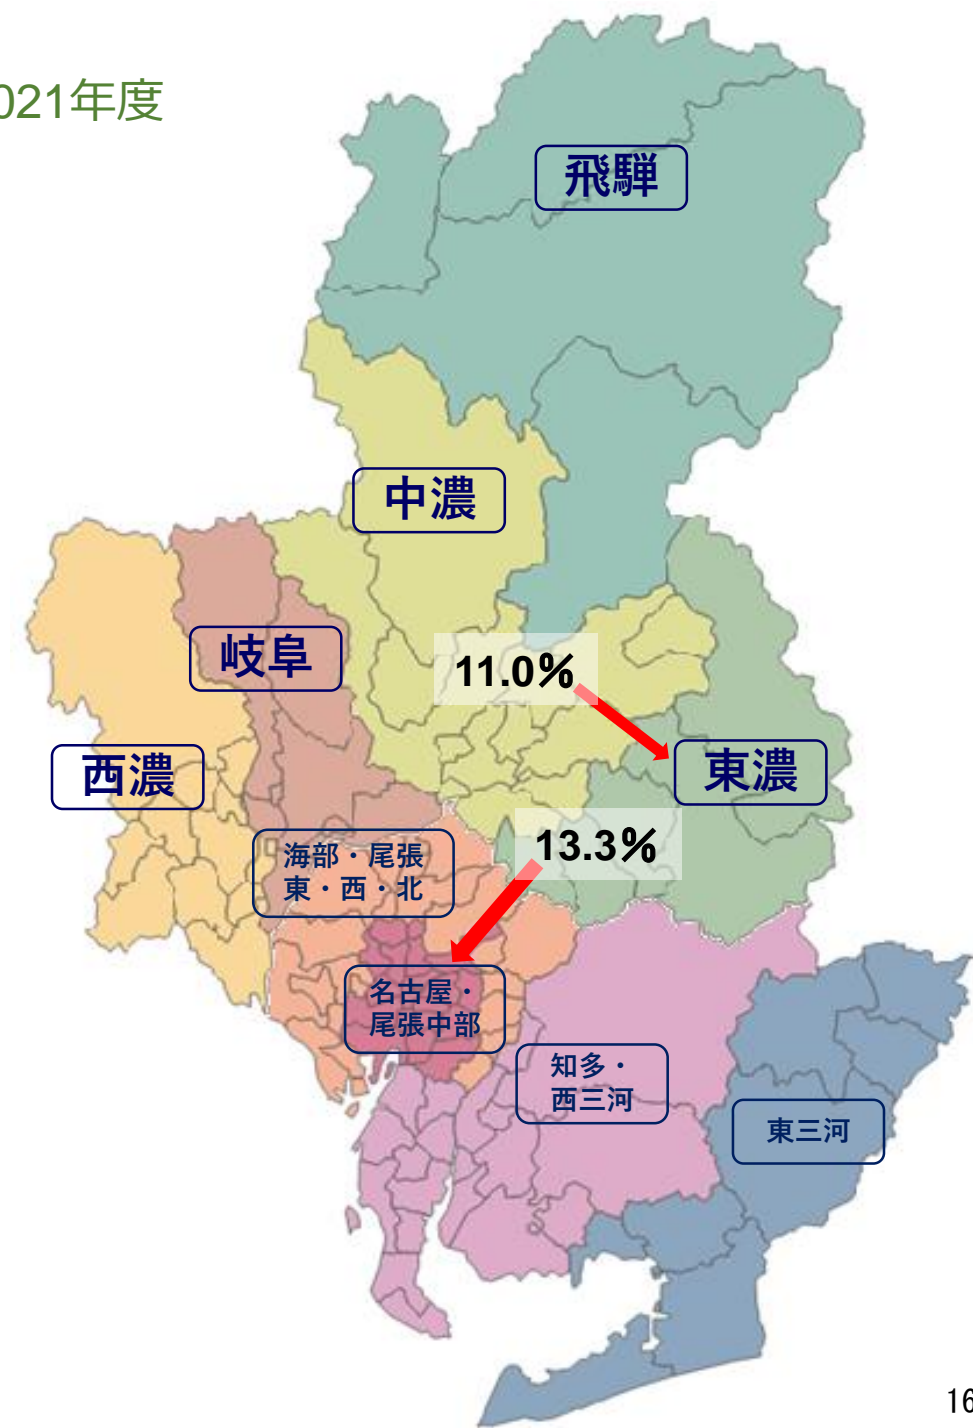 021年度
飛騨
中濃
岐阜
11.0%
西濃
東濃
13.3%
海部・尾張
東・西・北
名古屋・
尾張中部
知多・
西三河
東三河
16